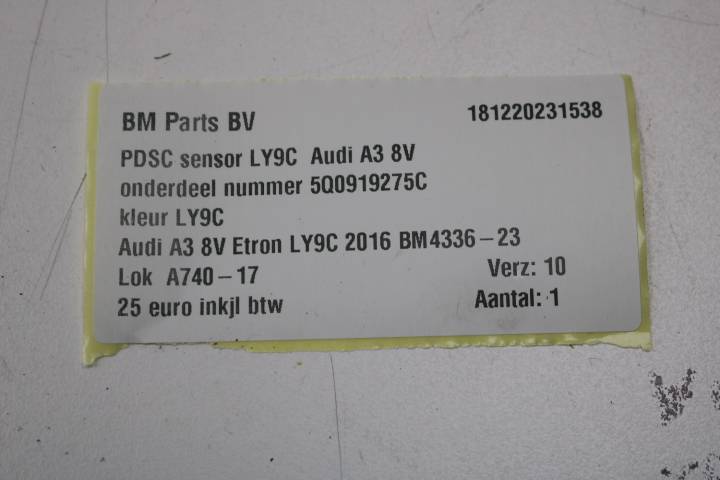 BM Parts BV 181220231538
PDSC sensor LY9C Audi A3 8V
onderdeel nummer 5Q0919275C
kleur LY9C
Audi A3 8V Etron LY9C 2016 BM4336-23
Lok A740-17 Verz: 10
25 euro inkjl btw Aantal: 1